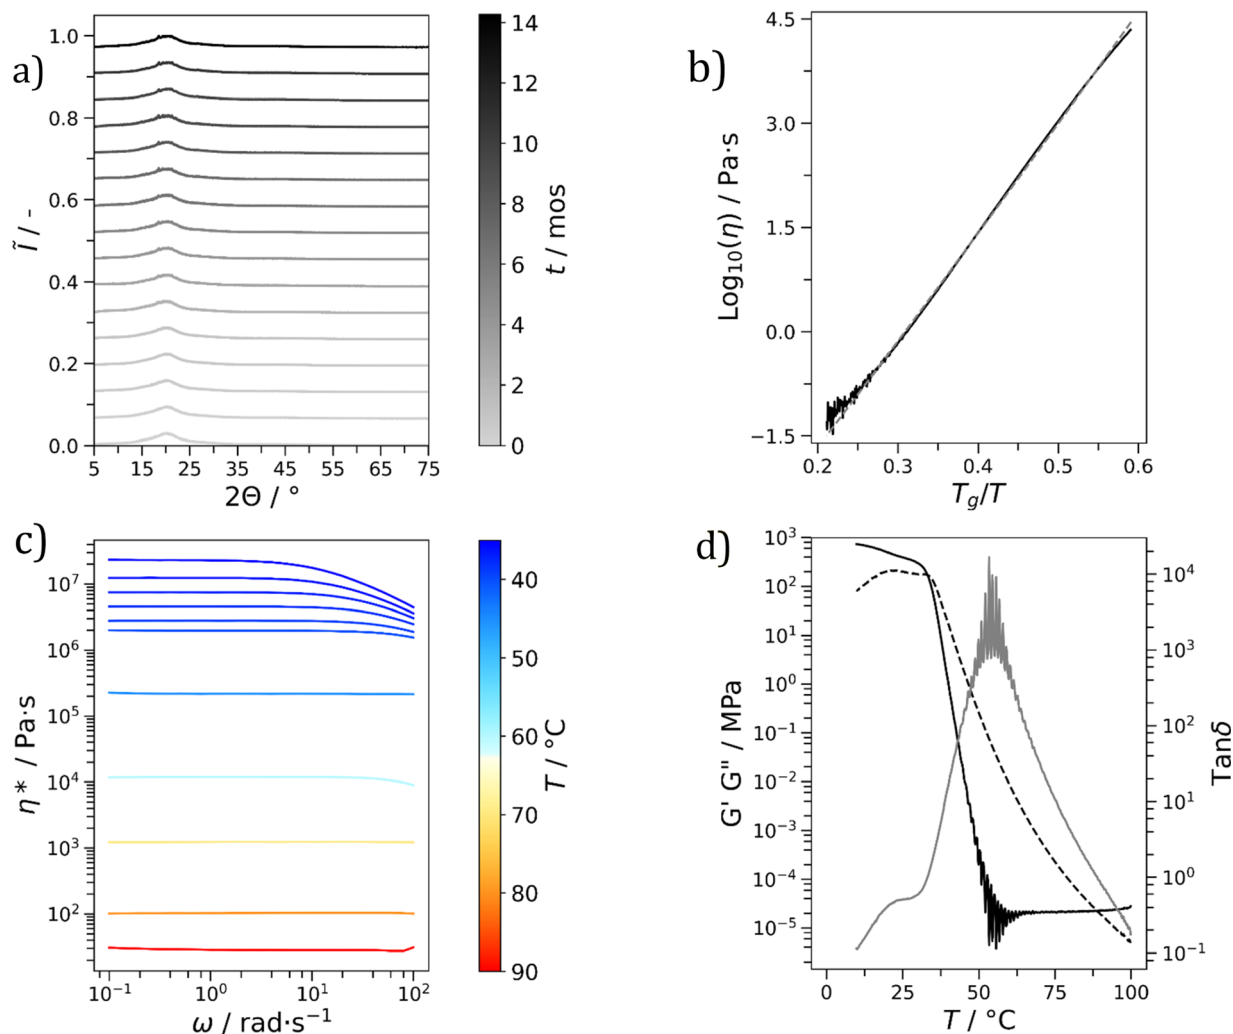 a)
1.0
0.8
0.6
0.4
0.2
0.0
Ĩ / -
5 15 25 35 45 55 65 75
2Θ / °
14
12
10
8
6
4
2
0
t / mos
b)
4.5
3.0
1.5
0.0
−1.5
Log₁₀(η) / Pa·s
0.2 0.3 0.4 0.5 0.6
T_g/T
c)
10⁷
10⁶
10⁵
10⁴
10³
10²
η* / Pa·s
10⁻¹ 10⁰ 10¹ 10²
ω / rad·s⁻¹
40
50
60
70
80
90
T / °C
d)
10³
10²
10¹
10⁰
10⁻¹
10⁻²
10⁻³
10⁻⁴
10⁻⁵
G' G" / MPa
0 25 50 75 100
T / °C
10⁴
10³
10²
10¹
10⁰
10⁻¹
Tanδ